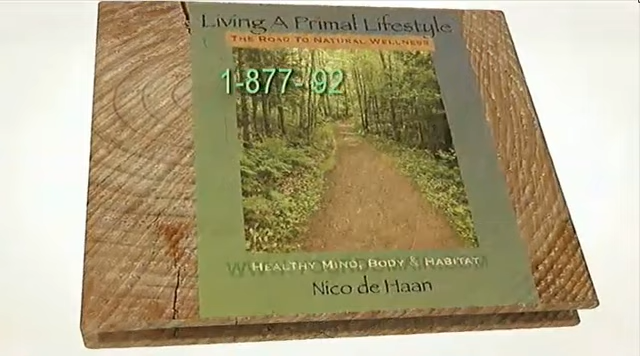 Living A Primal Lifestyle
The Road To Natural Wellness
1-877- 92
Healthy Mind, Body & Habitat
Nico de Haan